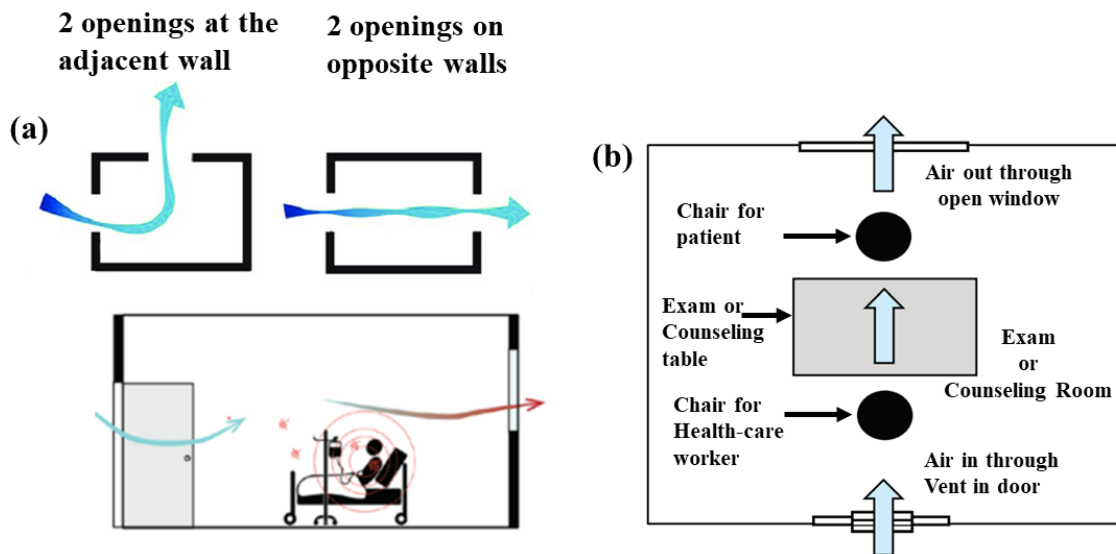 2 openings at the
adjacent wall
2 openings on
opposite walls
(a)
(b)
Air out through
open window
Chair for
patient
Exam or
Counseling
table
Exam
or
Counseling Room
Chair for
Health-care
worker
Air in through
Vent in door